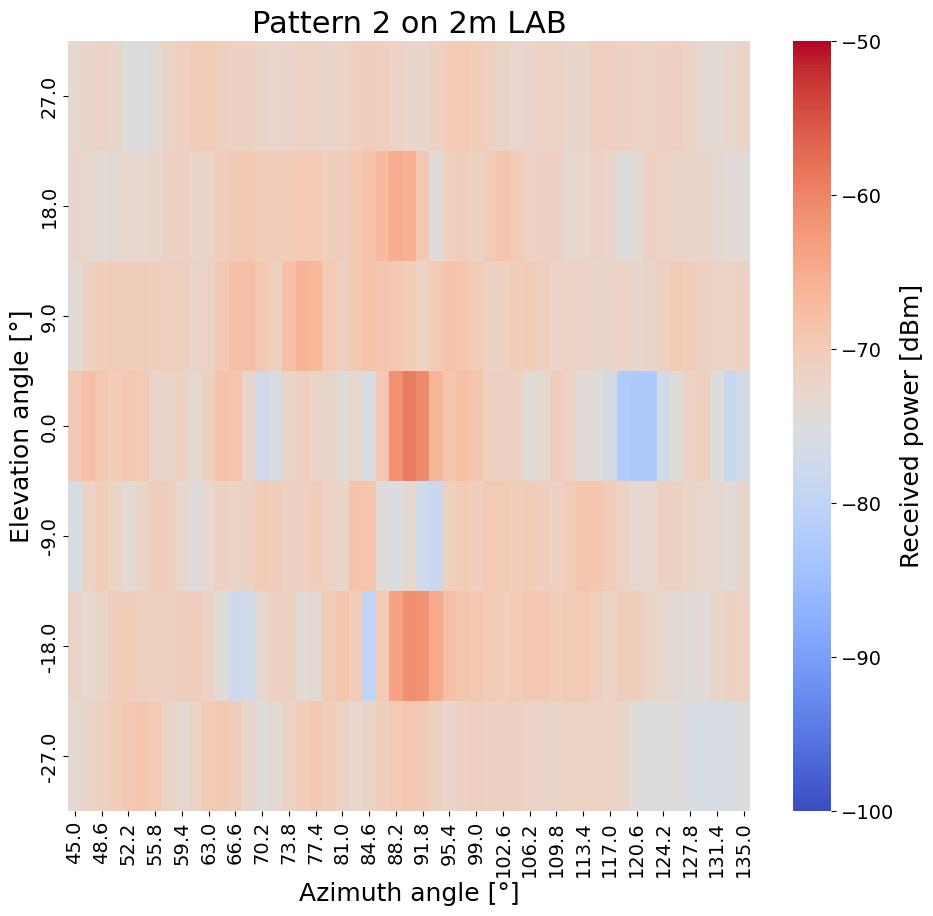 Pattern 2 on 2m LAB
Elevation angle [°]
27.0
18.0
9.0
0.0
-9.0
-18.0
-27.0
45.0 48.6 52.2 55.8 59.4 63.0 66.6 70.2 73.8 77.4 81.0 84.6 88.2 91.8 95.4 99.0 102.6 106.2 109.8 113.4 117.0 120.6 124.2 127.8 131.4 135.0
Azimuth angle [°]
−50
−60
−70
−80
−90
−100
Received power [dBm]